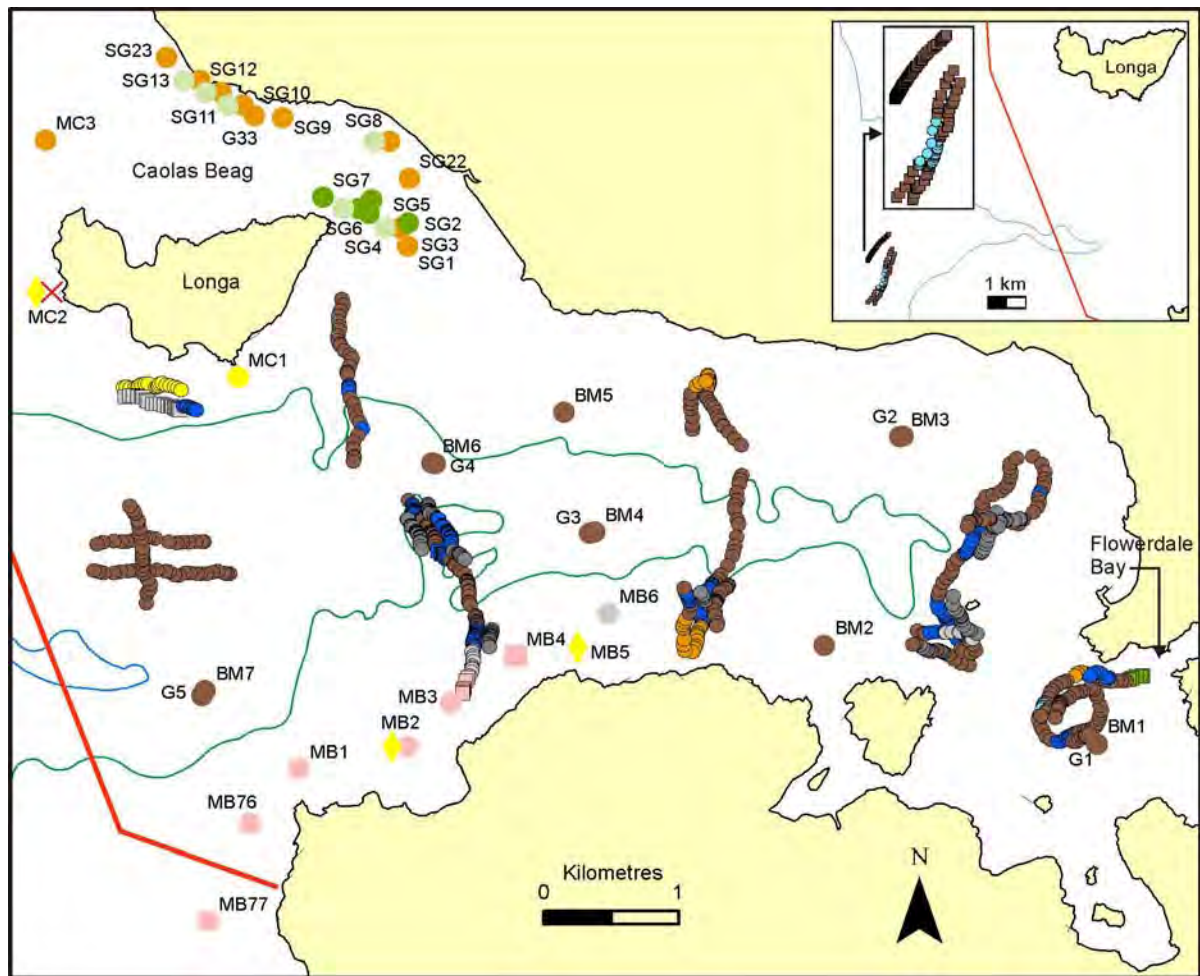 SG23
SG12
SG13
SG10
SG11
SG9
G33
SG8
MC3
Caolas Beag
SG22
SG7
SG5
SG6
SG2
SG4
SG3
SG1
Longa
MC2
MC1
Longa
1 km
BM5
G2 BM3
BM6
G4
G3 BM4
Flowerdale
Bay
MB6
BM2
MB4
MB5
BM7
G5
MB3
MB2
BM1
G1
MB1
MB76
MB77
Kilometres
0 1
N